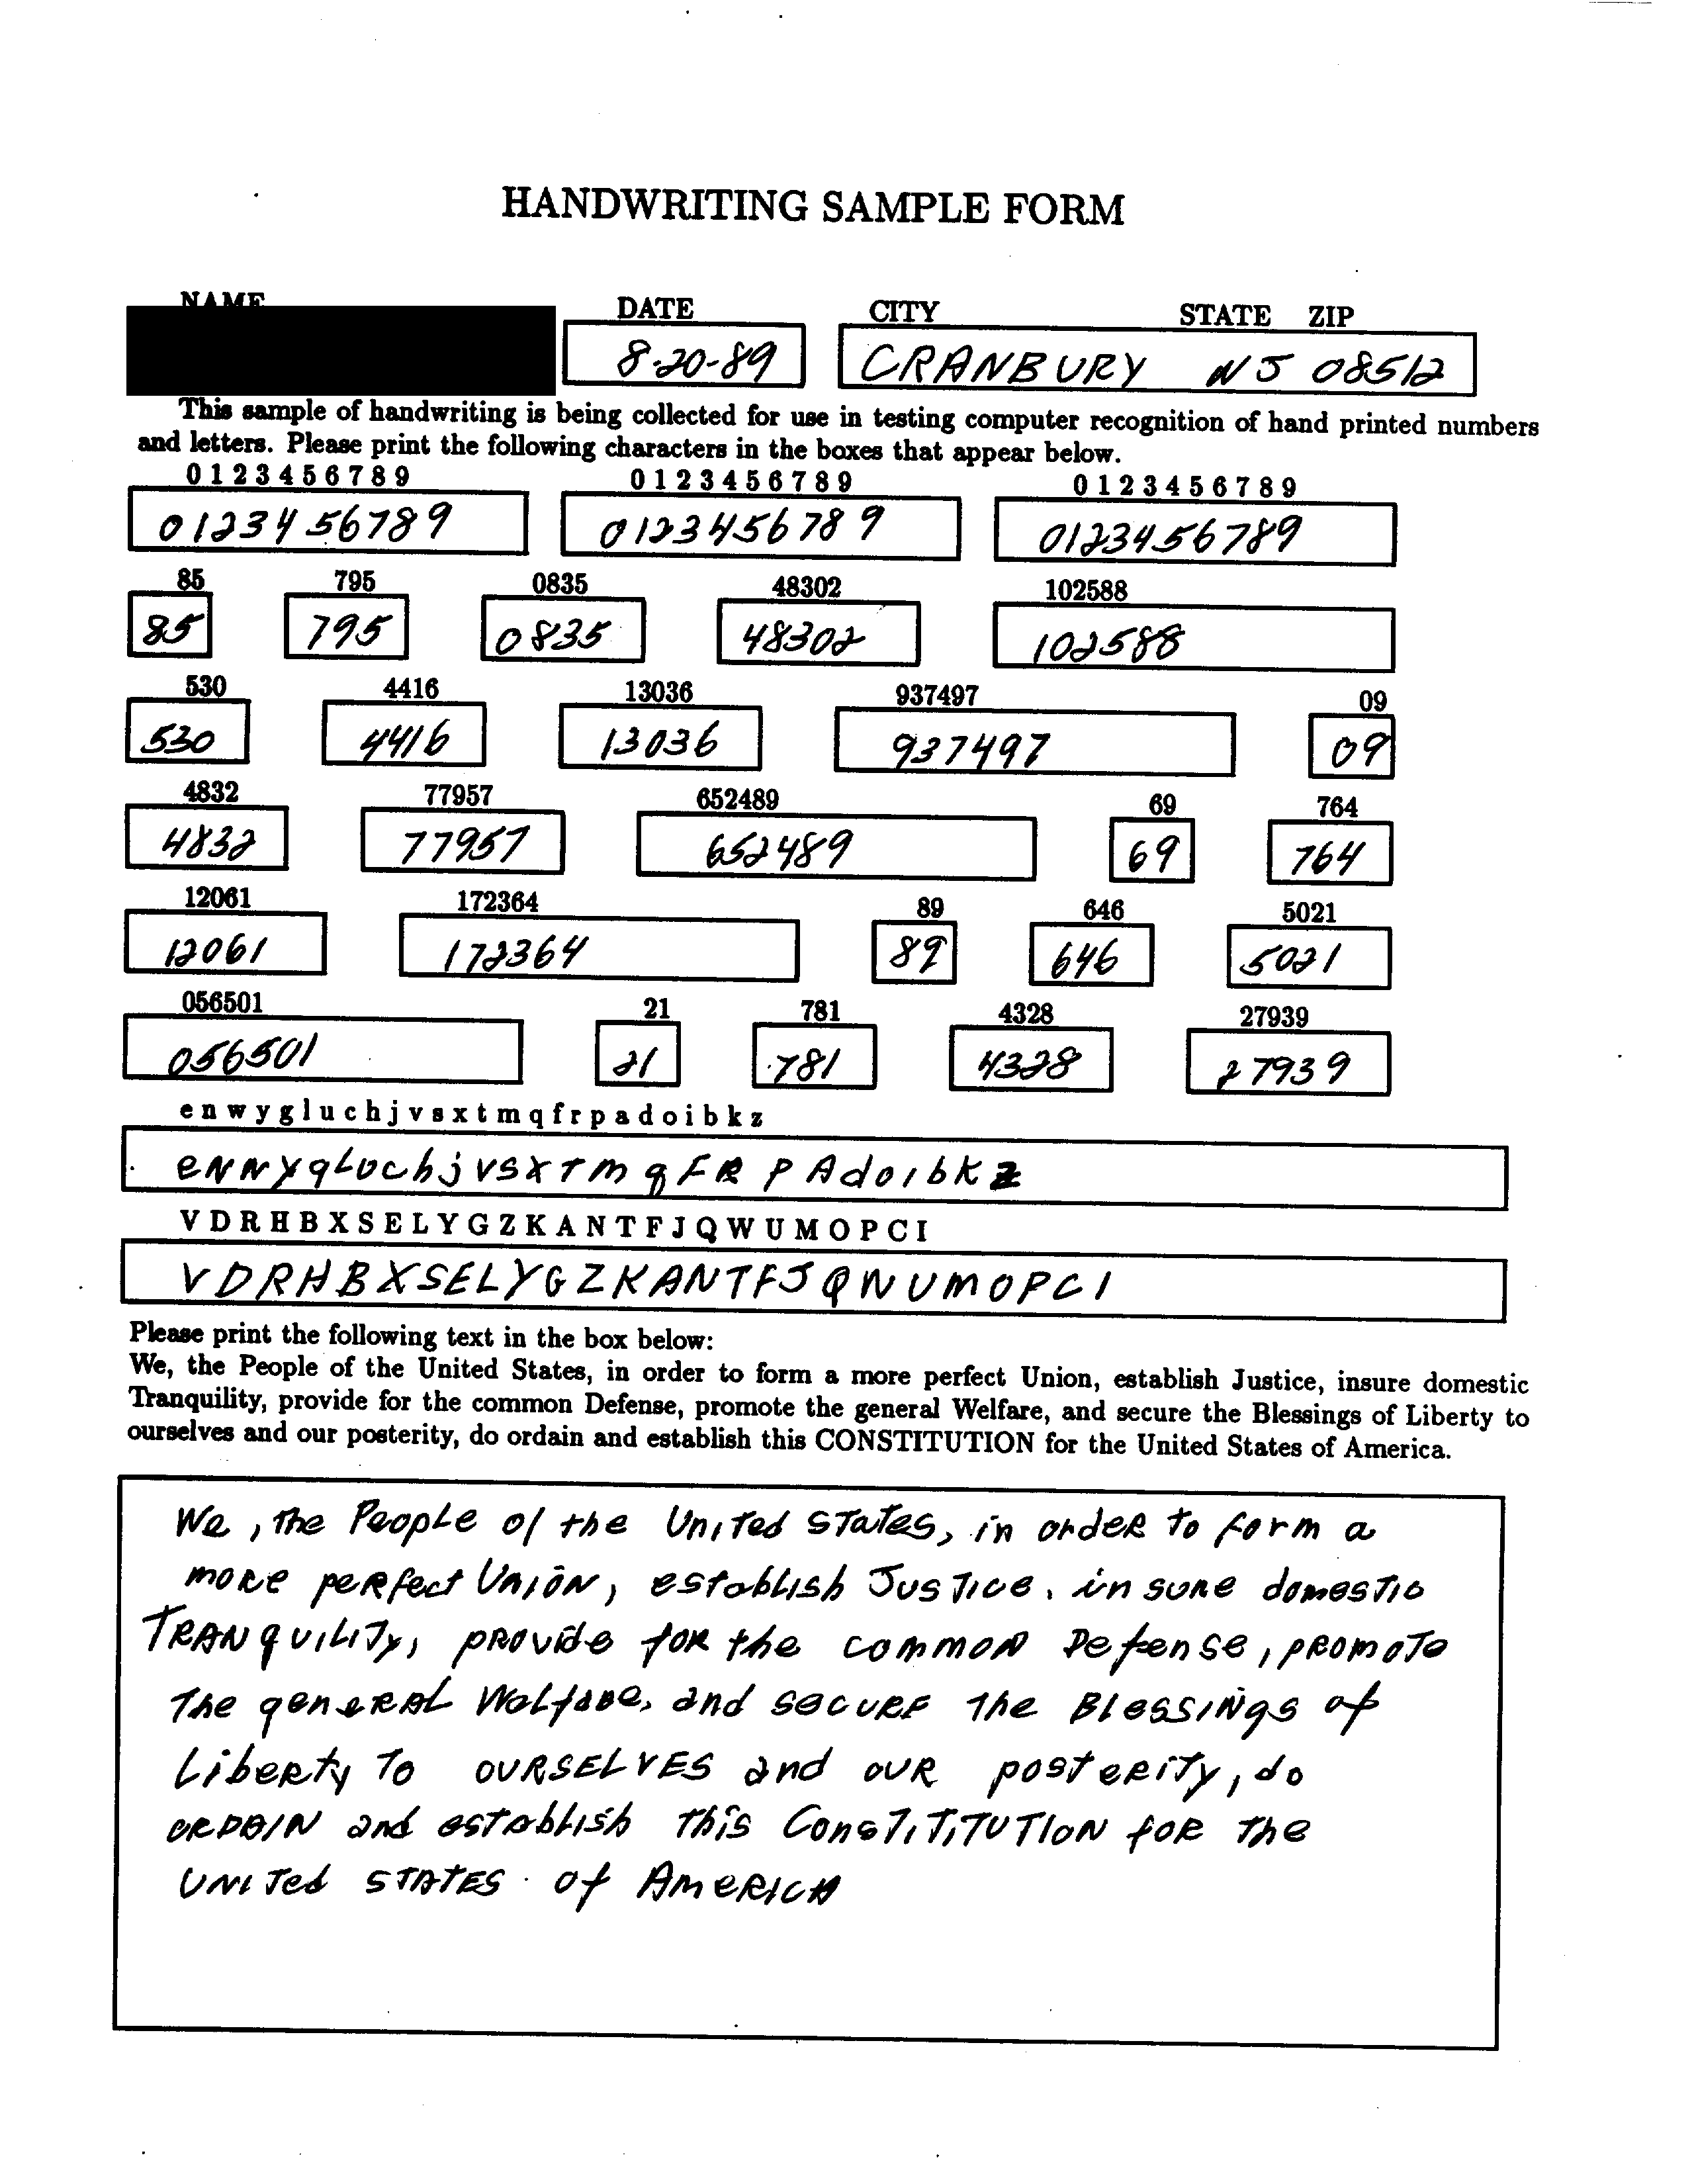 HANDWRITING SAMPLE FORM
NAME DATE CITY STATE ZIP
8-20-89 CRANBURY NJ 08512
This sample of handwriting is being collected for use in testing computer recognition of hand printed numbers
and letters. Please print the following characters in the boxes that appear below.
0 1 2 3 4 5 6 7 8 9 0 1 2 3 4 5 6 7 8 9 0 1 2 3 4 5 6 7 8 9
0123456789 0123456789 0123456789
85 795 0835 48302 102588
85 795 0835 48302 102588
530 4416 13036 937497 09
530 4416 13036 937497 09
4832 77957 652489 69 764
4832 77957 652489 69 764
12061 172364 89 646 5021
12061 172364 89 646 5021
056501 21 781 4328 27939
056501 21 781 4328 27939
e n w y g l u c h j v s x t m q f r p a d o i b k z
eNNyqLuchjvsxTmqFRPAdoibKz
V D R H B X S E L Y G Z K A N T F J Q W U M O P C I
VDRHBXSELYGZKANTFJQWUMOPCI
Please print the following text in the box below:
We, the People of the United States, in order to form a more perfect Union, establish Justice, insure domestic
Tranquility, provide for the common Defense, promote the general Welfare, and secure the Blessings of Liberty to
ourselves and our posterity, do ordain and establish this CONSTITUTION for the United States of America.
We, The PeopLe of the UniTed STaTes, in ordeR to form a
moRe peRfect UnioN, establish JusTice, in sure domesTic
TRANqUiLiTy, pRovide foR the commoN Defense, pRomoTe
The geneRAL WeLfare, and secuRe The BlessiNgs of
LibeRty To OURSELVES and OUR posteRiTy, do
ORDAIN and esTablish This ConsTiTiTUTION foR The
UNiTed STATES of AmeRICA